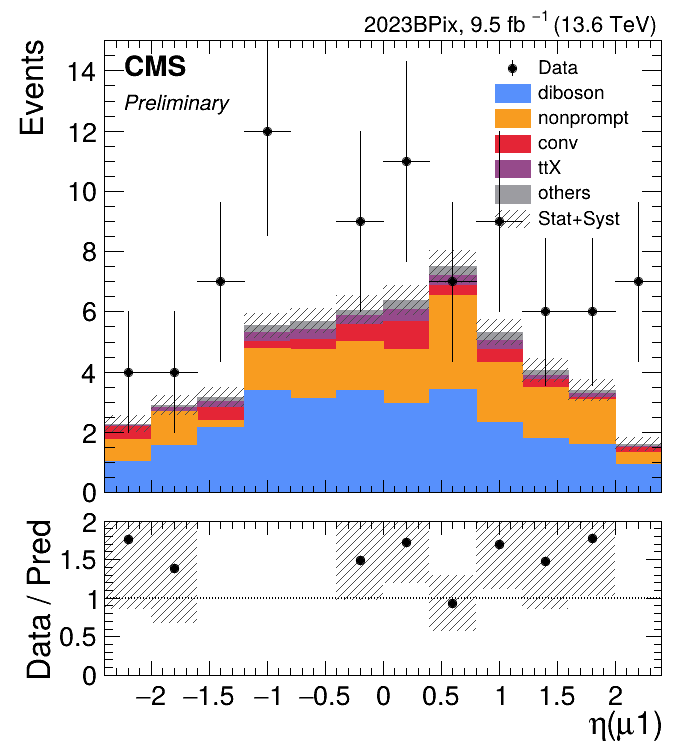 2023BPix, 9.5 fb⁻¹ (13.6 TeV)
Events
CMS
Preliminary
Data
diboson
nonprompt
conv
ttX
others
Stat+Syst
14
12
10
8
6
4
2
0
Data / Pred
2
1.5
1
0.5
0
−2 −1.5 −1 −0.5 0 0.5 1 1.5 2
η(μ1)